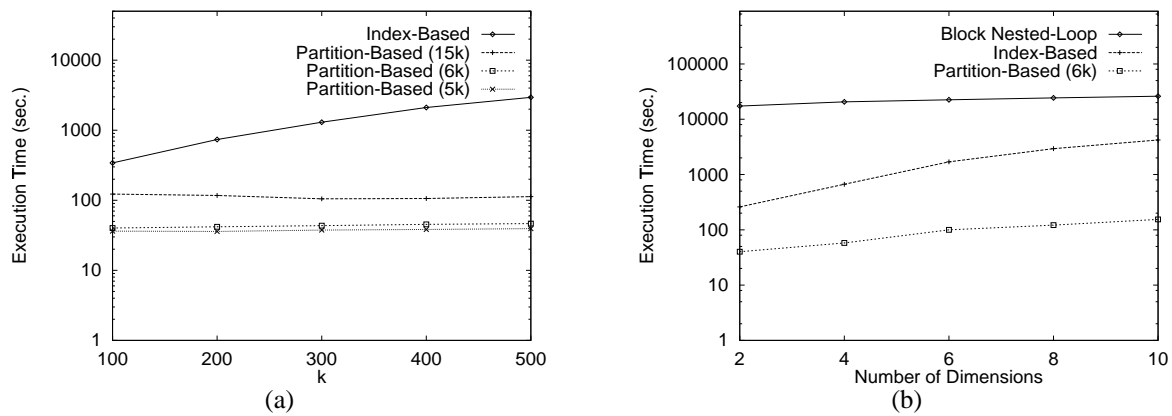 Execution Time (sec.)
10000
1000
100
10
1
Index-Based
Partition-Based (15k)
Partition-Based (6k)
Partition-Based (5k)
100 200 300 400 500
k
(a)
Execution Time (sec.)
100000
10000
1000
100
10
1
Block Nested-Loop
Index-Based
Partition-Based (6k)
2 4 6 8 10
Number of Dimensions
(b)